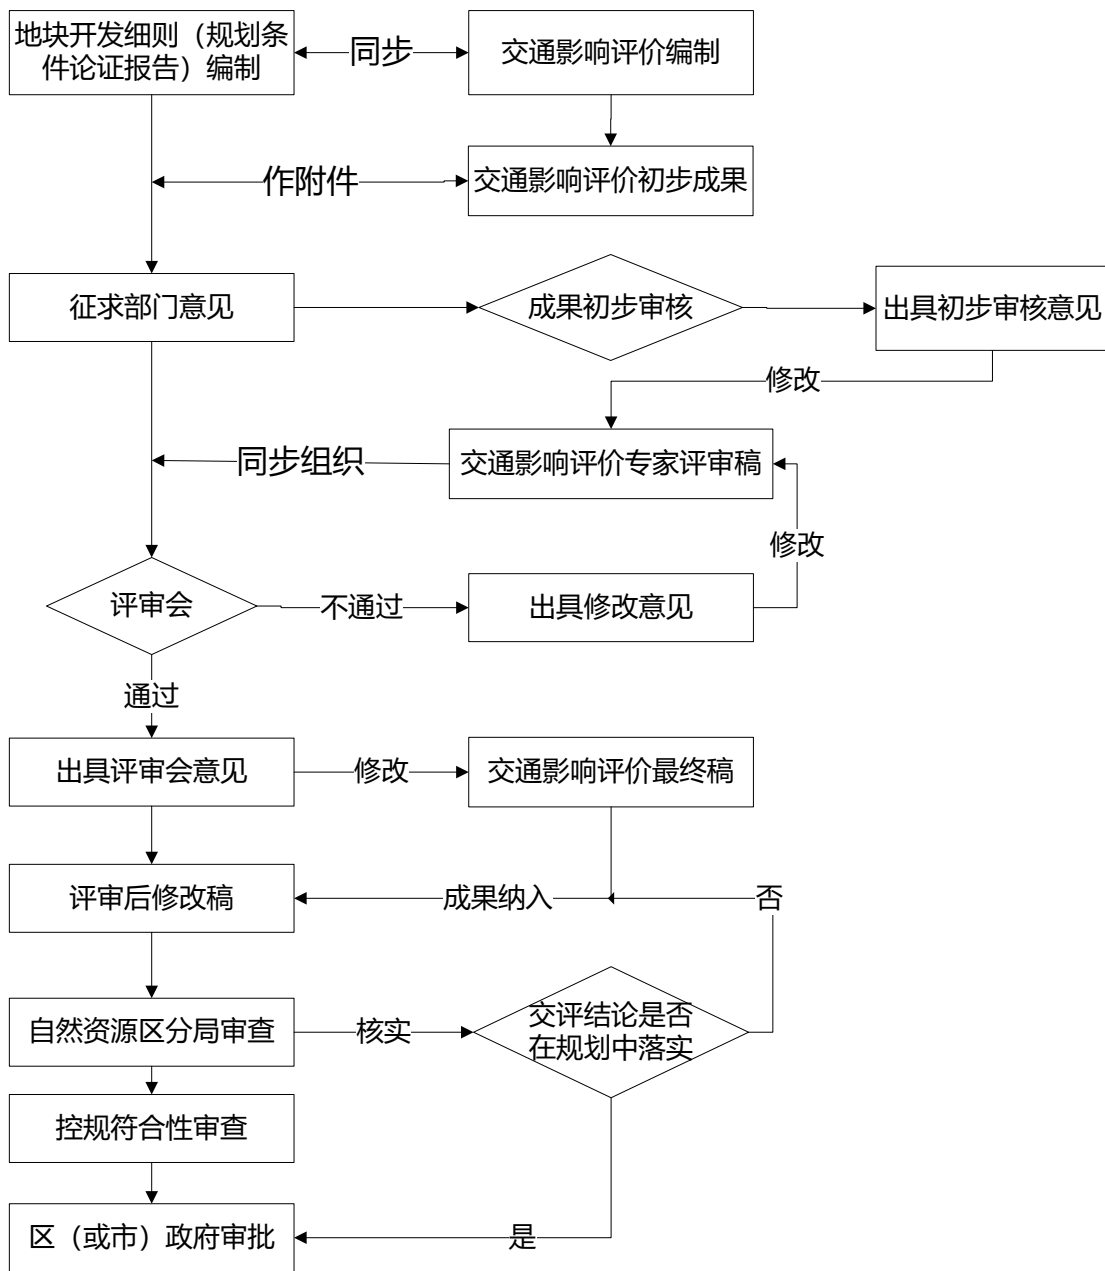 地块开发细则（规划条
件论证报告）编制
同步
交通影响评价编制
作附件
交通影响评价初步成果
征求部门意见
成果初步审核
出具初步审核意见
修改
同步组织
交通影响评价专家评审稿
修改
评审会
不通过
出具修改意见
通过
出具评审会意见
修改
交通影响评价最终稿
评审后修改稿
成果纳入
否
自然资源区分局审查
核实
交评结论是否
在规划中落实
控规符合性审查
区（或市）政府审批
是